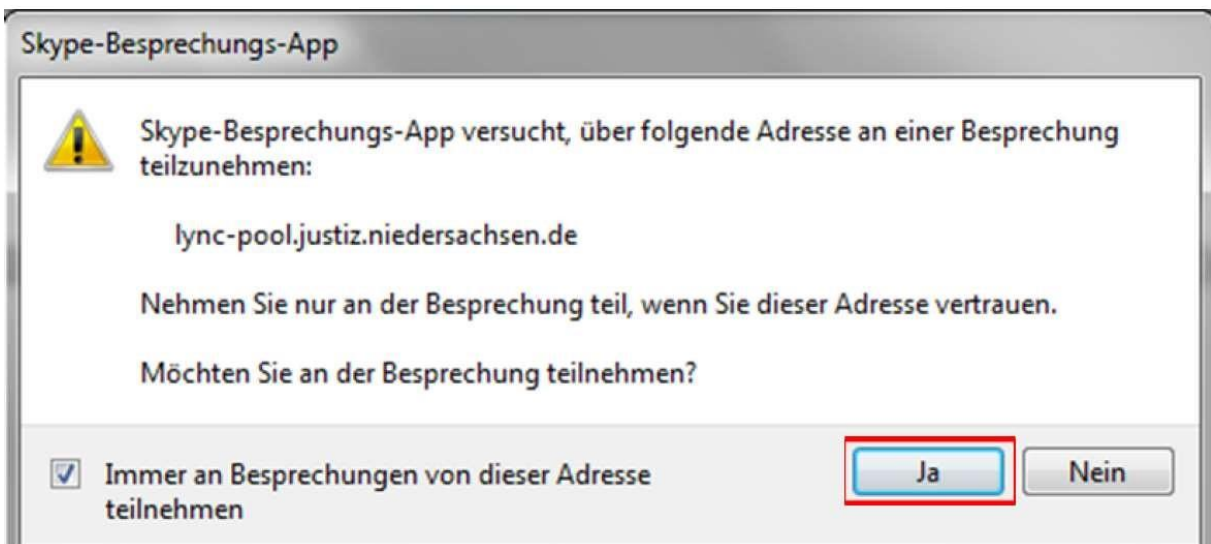 Skype-Besprechungs-App
Skype-Besprechungs-App versucht, über folgende Adresse an einer Besprechung
teilzunehmen:
lync-pool.justiz.niedersachsen.de
Nehmen Sie nur an der Besprechung teil, wenn Sie dieser Adresse vertrauen.
Möchten Sie an der Besprechung teilnehmen?
Immer an Besprechungen von dieser Adresse
teilnehmen
Ja
Nein